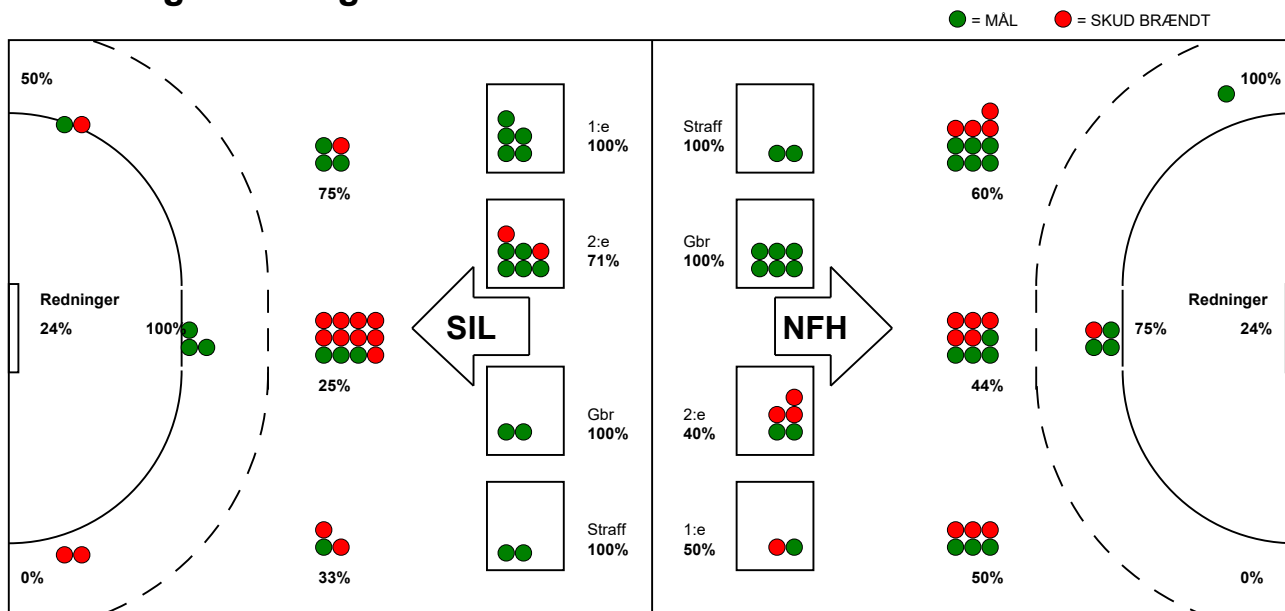 = MÅL = SKUD BRÆNDT
50% 100%
1:e Straff
100% 100%
75% 60%
2:e Gbr
71% 100%
Redninger Redninger
24% 100% SIL NFH 75% 24%
25% 44%
Gbr 2:e
100% 40%
Straff 1:e
100% 50%
0% 33% 50% 0%